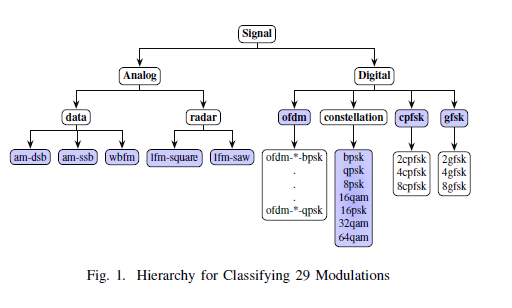 Signal
Analog
Digital
data
radar
ofdm
constellation
cpfsk
gfsk
am-dsb
am-ssb
wbfm
lfm-square
lfm-saw
ofdm-*-bpsk
.
.
.
ofdm-*-qpsk
bpsk
qpsk
8psk
16qam
16psk
32qam
64qam
2cpfsk
4cpfsk
8cpfsk
2gfsk
4gfsk
8gfsk
Fig. 1. Hierarchy for Classifying 29 Modulations